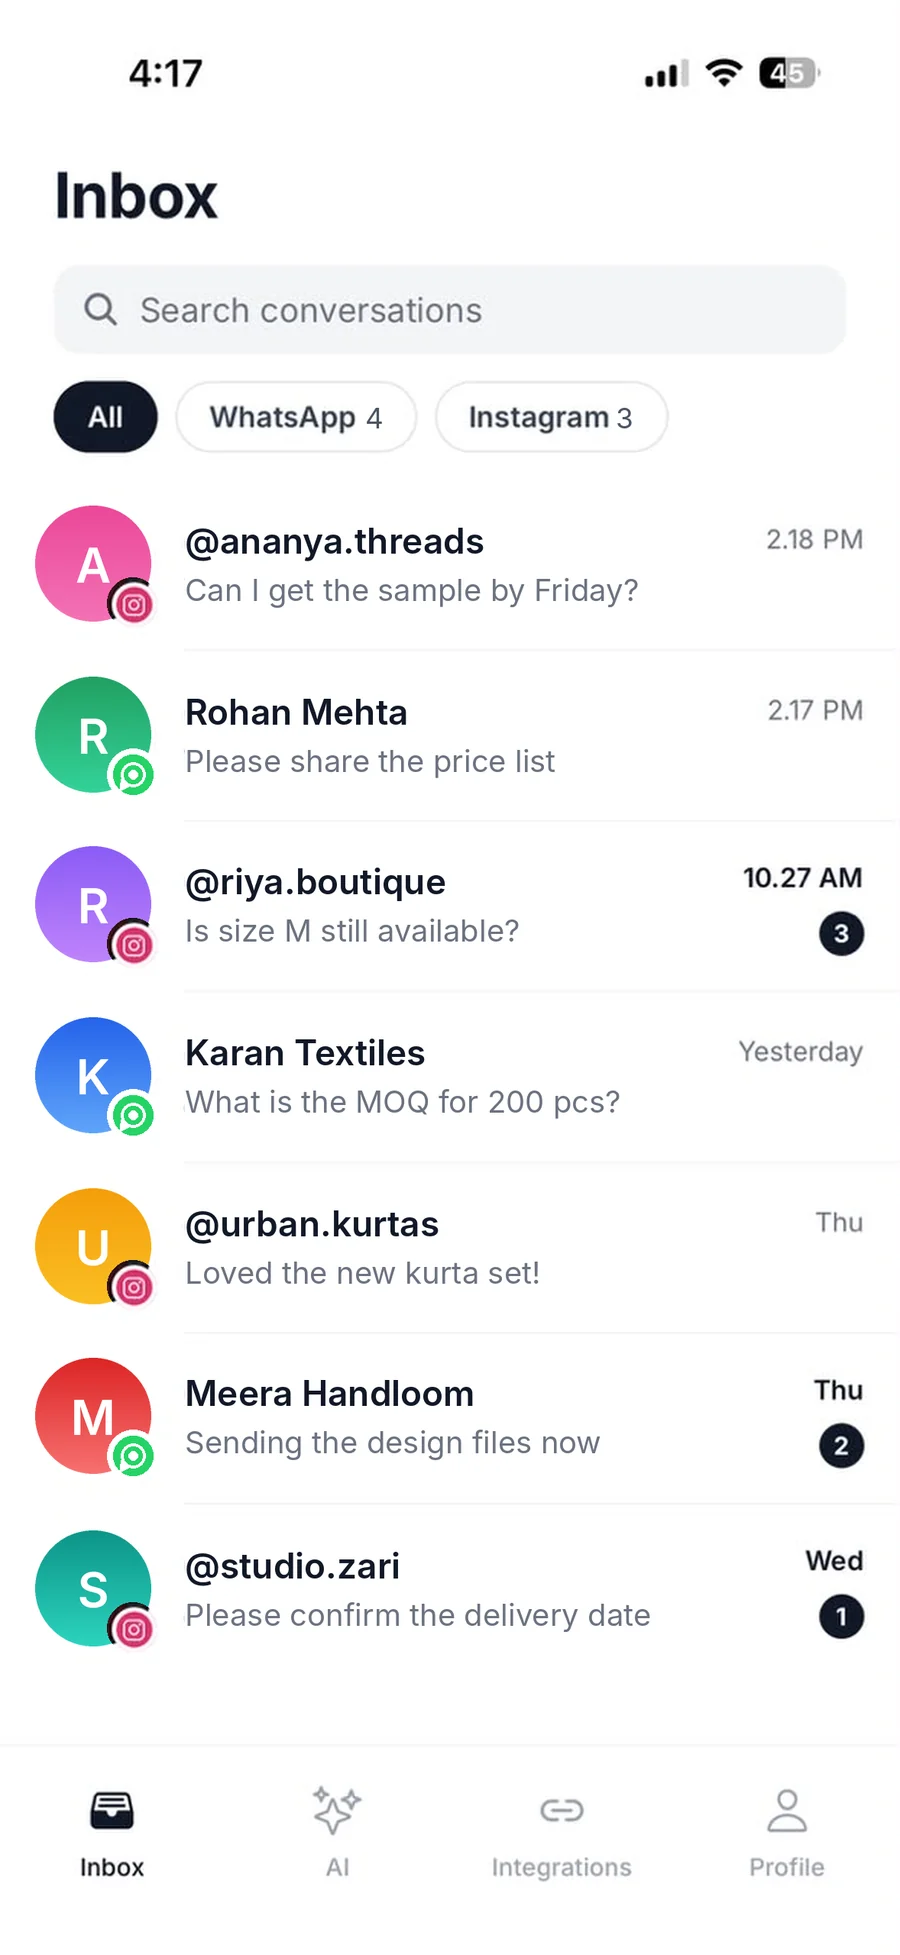 4:17
45
Inbox
Search conversations
All
WhatsApp 4
Instagram 3
A
@ananya.threads
2.18 PM
Can I get the sample by Friday?
R
Rohan Mehta
2.17 PM
Please share the price list
R
@riya.boutique
10.27 AM
Is size M still available?
3
K
Karan Textiles
Yesterday
What is the MOQ for 200 pcs?
U
@urban.kurtas
Thu
Loved the new kurta set!
M
Meera Handloom
Thu
Sending the design files now
2
S
@studio.zari
Wed
Please confirm the delivery date
1
Inbox
AI
Integrations
Profile